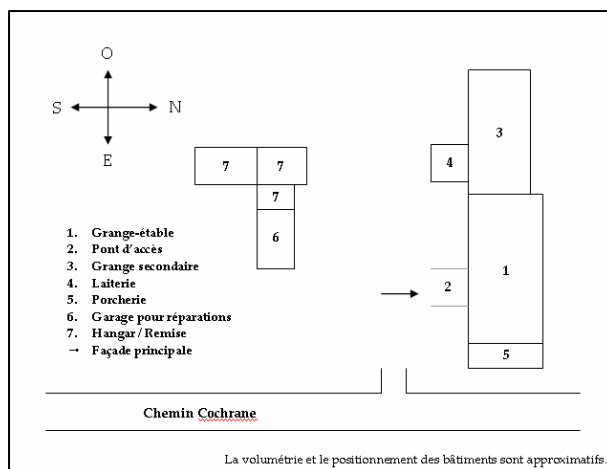 O
S N
E
3
7 7
4
7
6
1. Grange-étable
2. Pont d'accès
3. Grange secondaire
4. Laiterie
5. Porcherie
6. Garage pour réparations
7. Hangar / Remise
→ Façade principale
1
2
5
Chemin Cochrane
La volumétrie et le positionnement des bâtiments sont approximatifs.